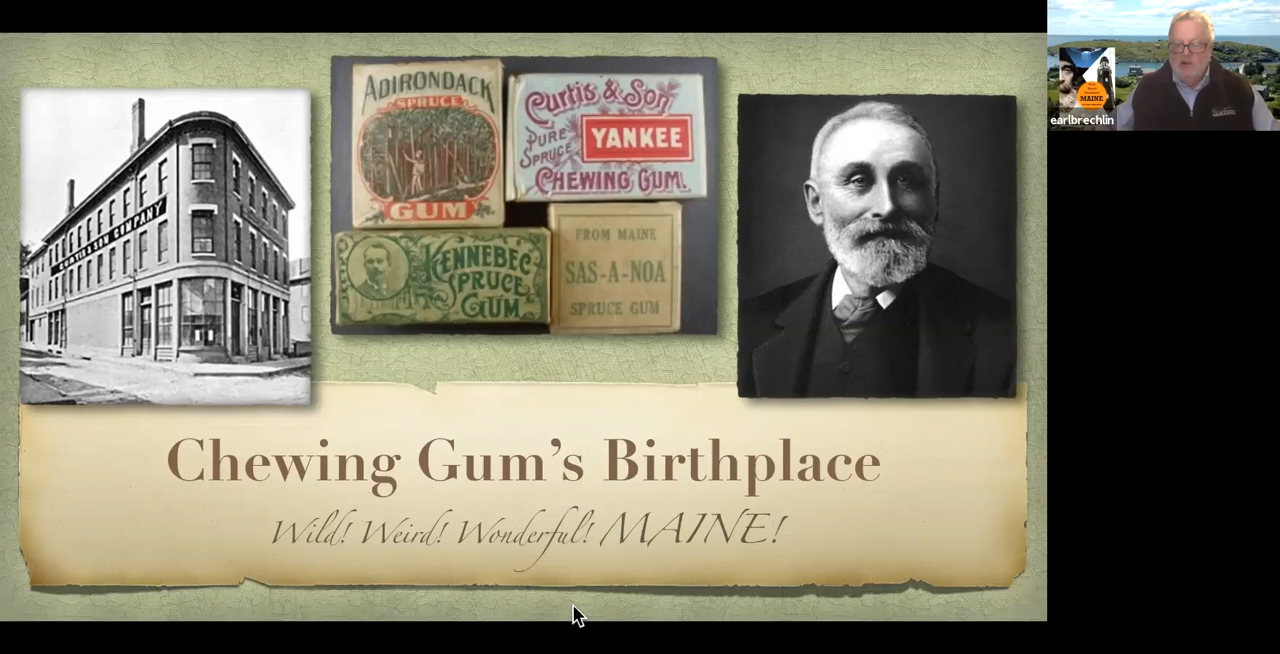 CURTIS & SON COMPANY
ADIRONDACK
SPRUCE
GUM
Curtis & Son
PURE
SPRUCE
YANKEE
CHEWING GUM.
KENNEBEC
SPRUCE
GUM
FROM MAINE
SAS-A-NOA
SPRUCE GUM
Chewing Gum's Birthplace
Wild! Weird! Wonderful! MAINE!
MAINE
earlbrechlin